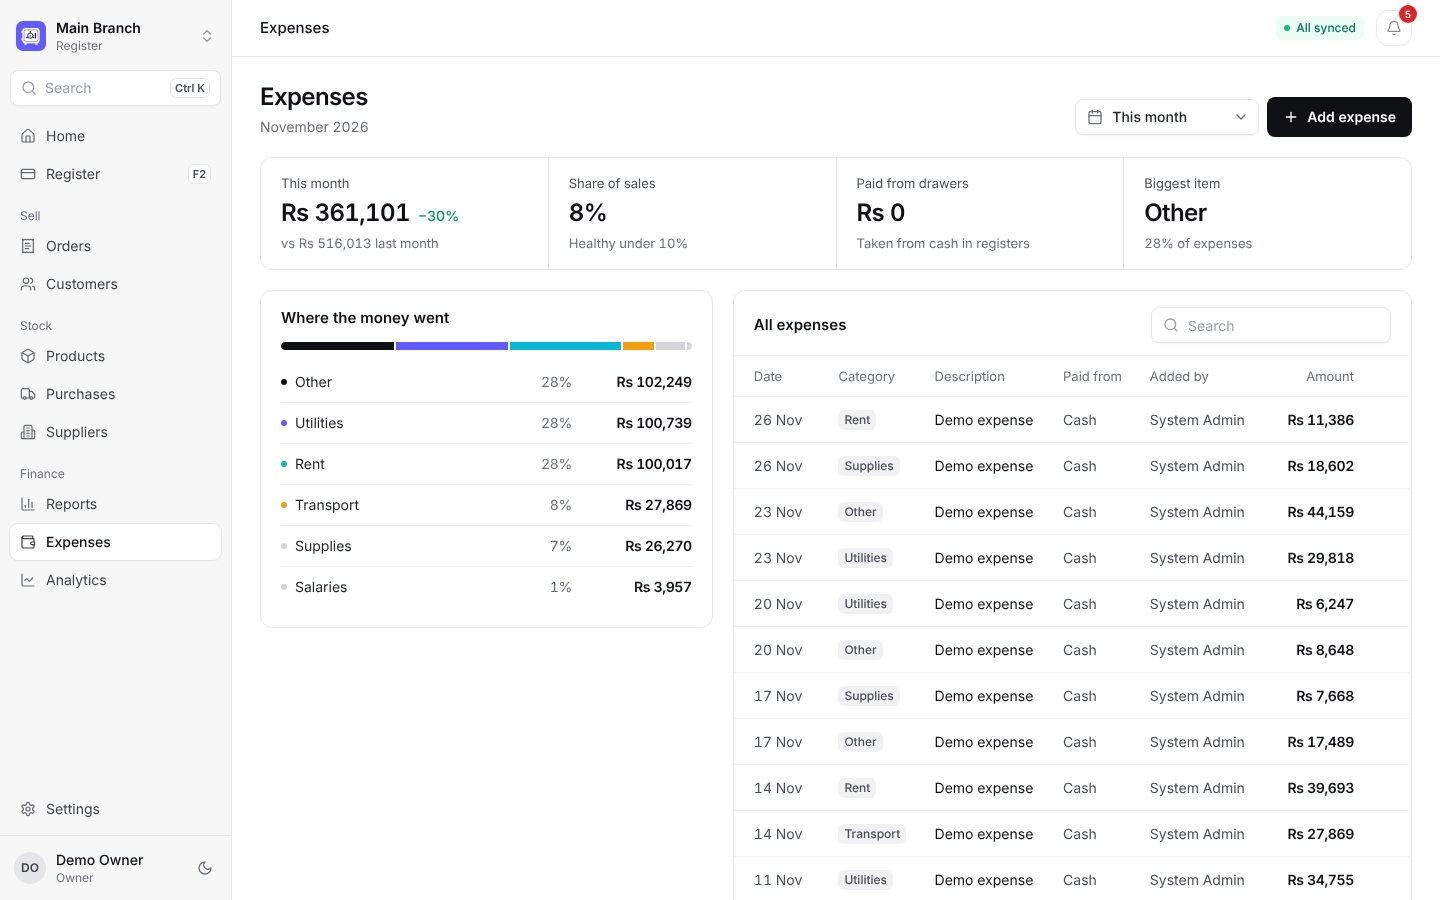 Main Branch
Register
Search Ctrl K
Home
Register F2
Sell
Orders
Customers
Stock
Products
Purchases
Suppliers
Finance
Reports
Expenses
Analytics
Settings
DO Demo Owner
Owner
Expenses
All synced
5
Expenses
November 2026
This month
+ Add expense
This month
Rs 361,101 −30%
vs Rs 516,013 last month
Share of sales
8%
Healthy under 10%
Paid from drawers
Rs 0
Taken from cash in registers
Biggest item
Other
28% of expenses
Where the money went
Other 28% Rs 102,249
Utilities 28% Rs 100,739
Rent 28% Rs 100,017
Transport 8% Rs 27,869
Supplies 7% Rs 26,270
Salaries 1% Rs 3,957
All expenses
Search
Date Category Description Paid from Added by Amount
26 Nov Rent Demo expense Cash System Admin Rs 11,386
26 Nov Supplies Demo expense Cash System Admin Rs 18,602
23 Nov Other Demo expense Cash System Admin Rs 44,159
23 Nov Utilities Demo expense Cash System Admin Rs 29,818
20 Nov Utilities Demo expense Cash System Admin Rs 6,247
20 Nov Other Demo expense Cash System Admin Rs 8,648
17 Nov Supplies Demo expense Cash System Admin Rs 7,668
17 Nov Other Demo expense Cash System Admin Rs 17,489
14 Nov Rent Demo expense Cash System Admin Rs 39,693
14 Nov Transport Demo expense Cash System Admin Rs 27,869
11 Nov Utilities Demo expense Cash System Admin Rs 34,755